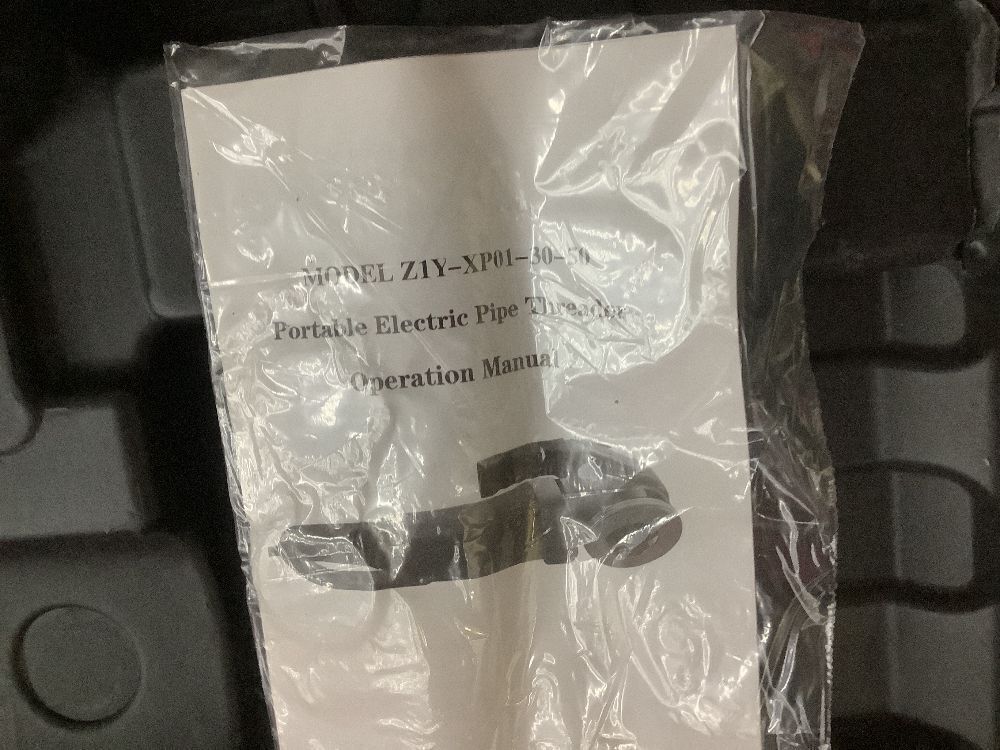 MODEL Z1Y-XP01-30-50
Portable Electric Pipe Threader
Operation Manual